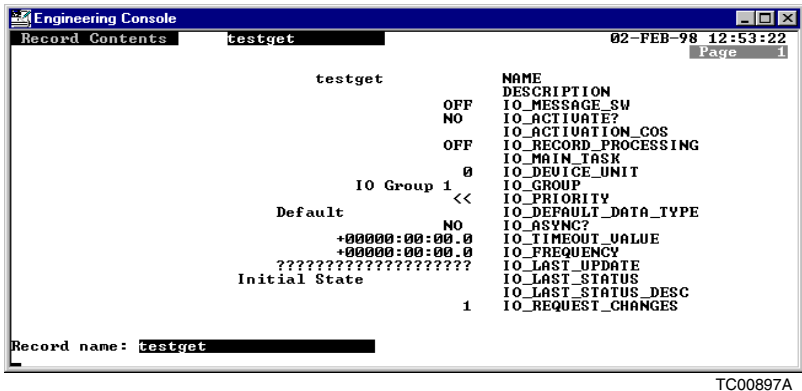 Engineering Console
Record Contents testget 02-FEB-98 12:53:22
Page 1
testget NAME
DESCRIPTION
OFF IO_MESSAGE_SW
NO IO_ACTIVATE?
IO_ACTIVATION_COS
OFF IO_RECORD_PROCESSING
IO_MAIN_TASK
0 IO_DEVICE_UNIT
IO Group 1 IO_GROUP
<< IO_PRIORITY
Default IO_DEFAULT_DATA_TYPE
NO IO_ASYNC?
+00000:00:00.0 IO_TIMEOUT_VALUE
+00000:00:00.0 IO_FREQUENCY
???????????????????? IO_LAST_UPDATE
Initial State IO_LAST_STATUS
IO_LAST_STATUS_DESC
1 IO_REQUEST_CHANGES
Record name: testget
TC00897A